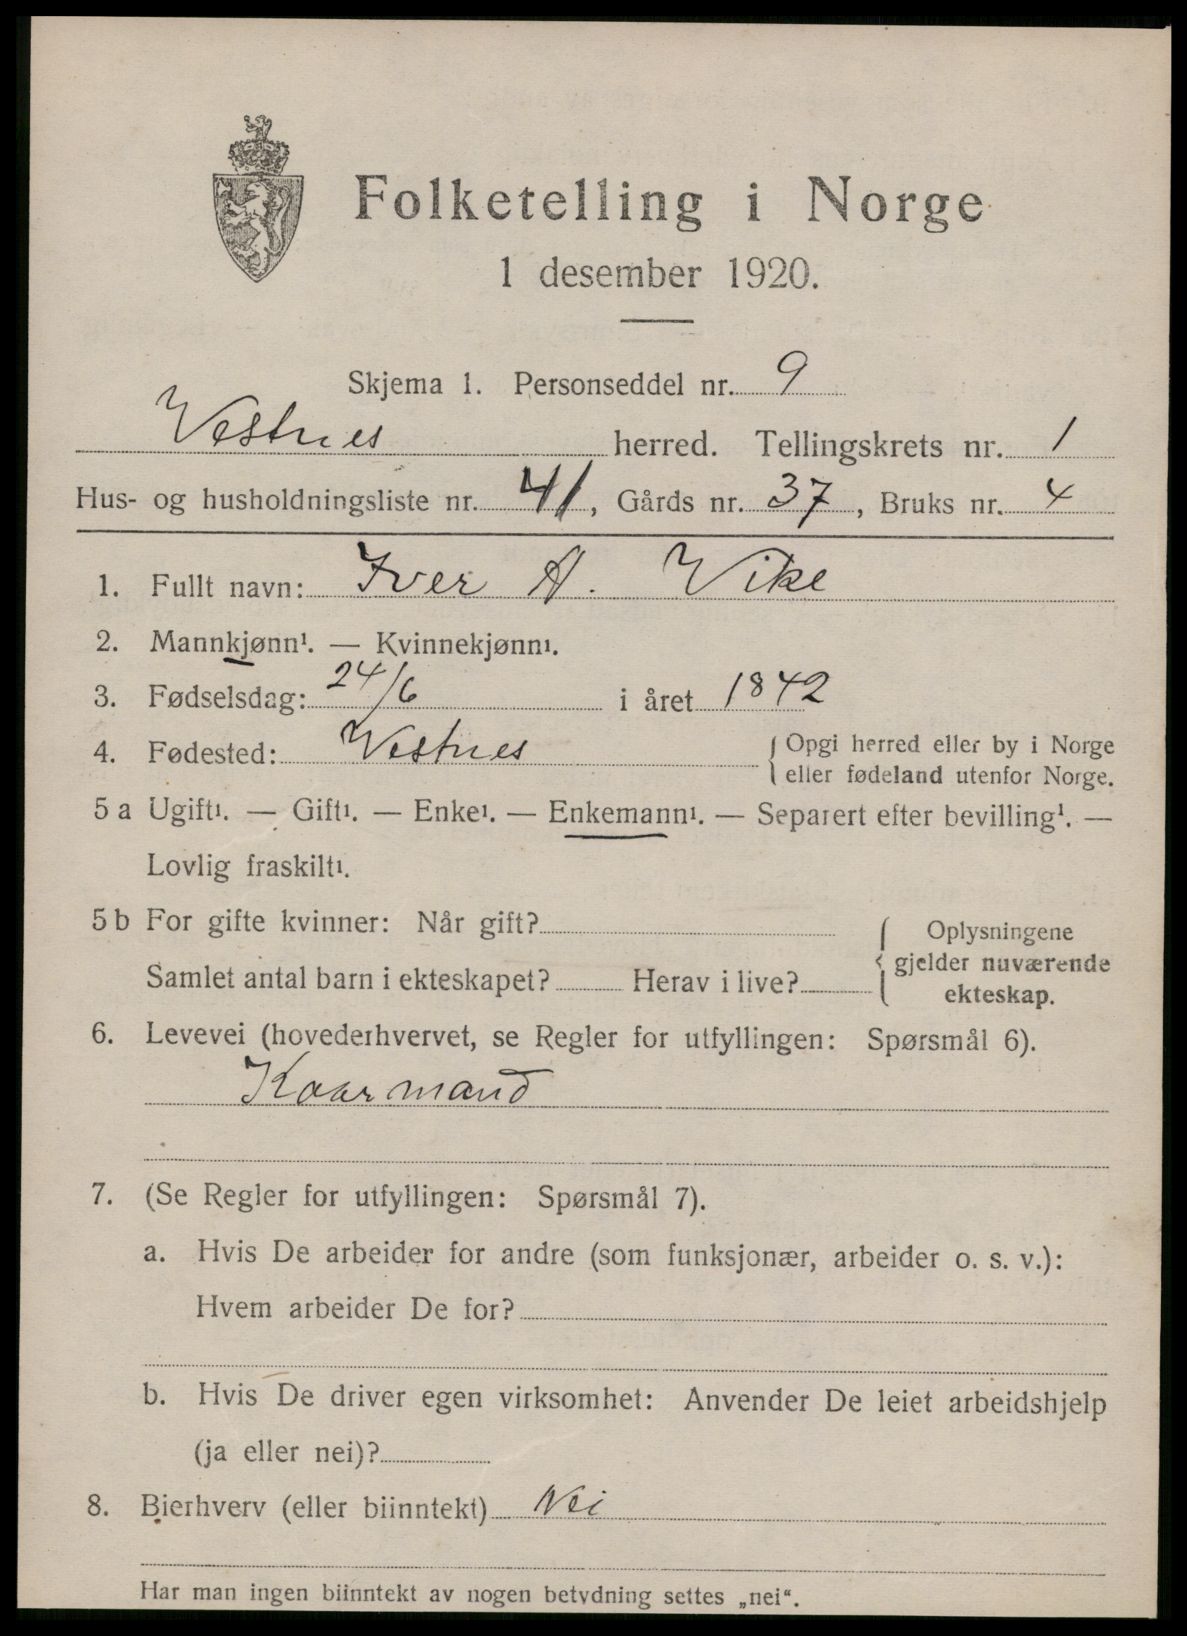 Folketelling i Norge
1 desember 1920.
Skjema 1. Personseddel nr. 9
Vestnes herred. Tellingskrets nr. 1
Hus- og husholdningsliste nr. 41, Gårds nr. 37, Bruks nr. 4
1. Fullt navn: Iver A. Vike
2. Mannkjønn¹. — Kvinnekjønn¹.
3. Fødselsdag: 24/6 i året 1842
4. Fødested: Vestnes { Opgi herred eller by i Norge
eller fødeland utenfor Norge.
5 a Ugift¹. — Gift¹. — Enke¹. — Enkemann¹. — Separert efter bevilling¹. —
Lovlig fraskilt¹.
5 b For gifte kvinner: Når gift?
Samlet antal barn i ekteskapet? Herav i live?
{ Oplysningene
gjelder nuværende
ekteskap.
6. Levevei (hovederhvervet, se Regler for utfyllingen: Spørsmål 6).
Kaarmand
7. (Se Regler for utfyllingen: Spørsmål 7).
a. Hvis De arbeider for andre (som funksjonær, arbeider o. s. v.):
Hvem arbeider De for?
b. Hvis De driver egen virksomhet: Anvender De leiet arbeidshjelp
(ja eller nei)?
8. Bierhverv (eller biinntekt) Nei
Har man ingen biinntekt av nogen betydning settes „nei“.